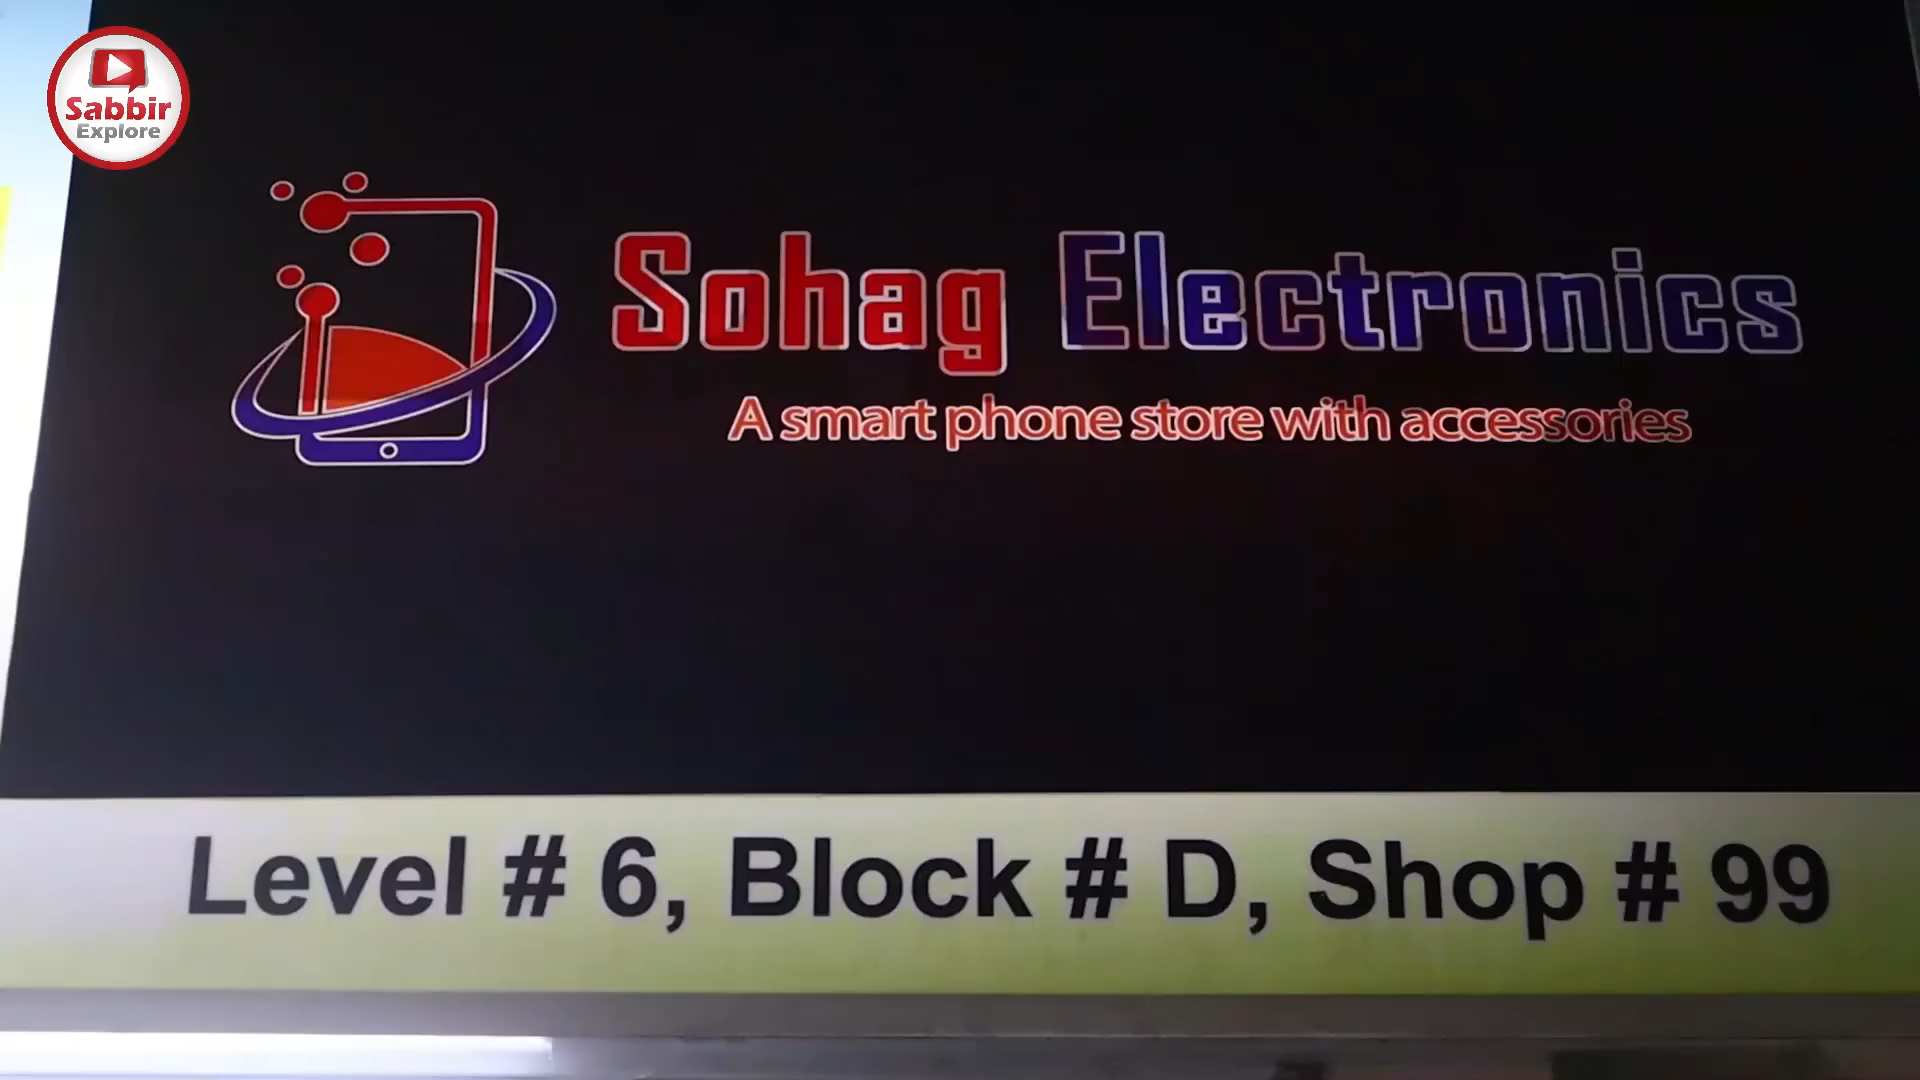 Sabbir
Explore
Sohag Electronics
A smart phone store with accessories
Level # 6, Block # D, Shop # 99